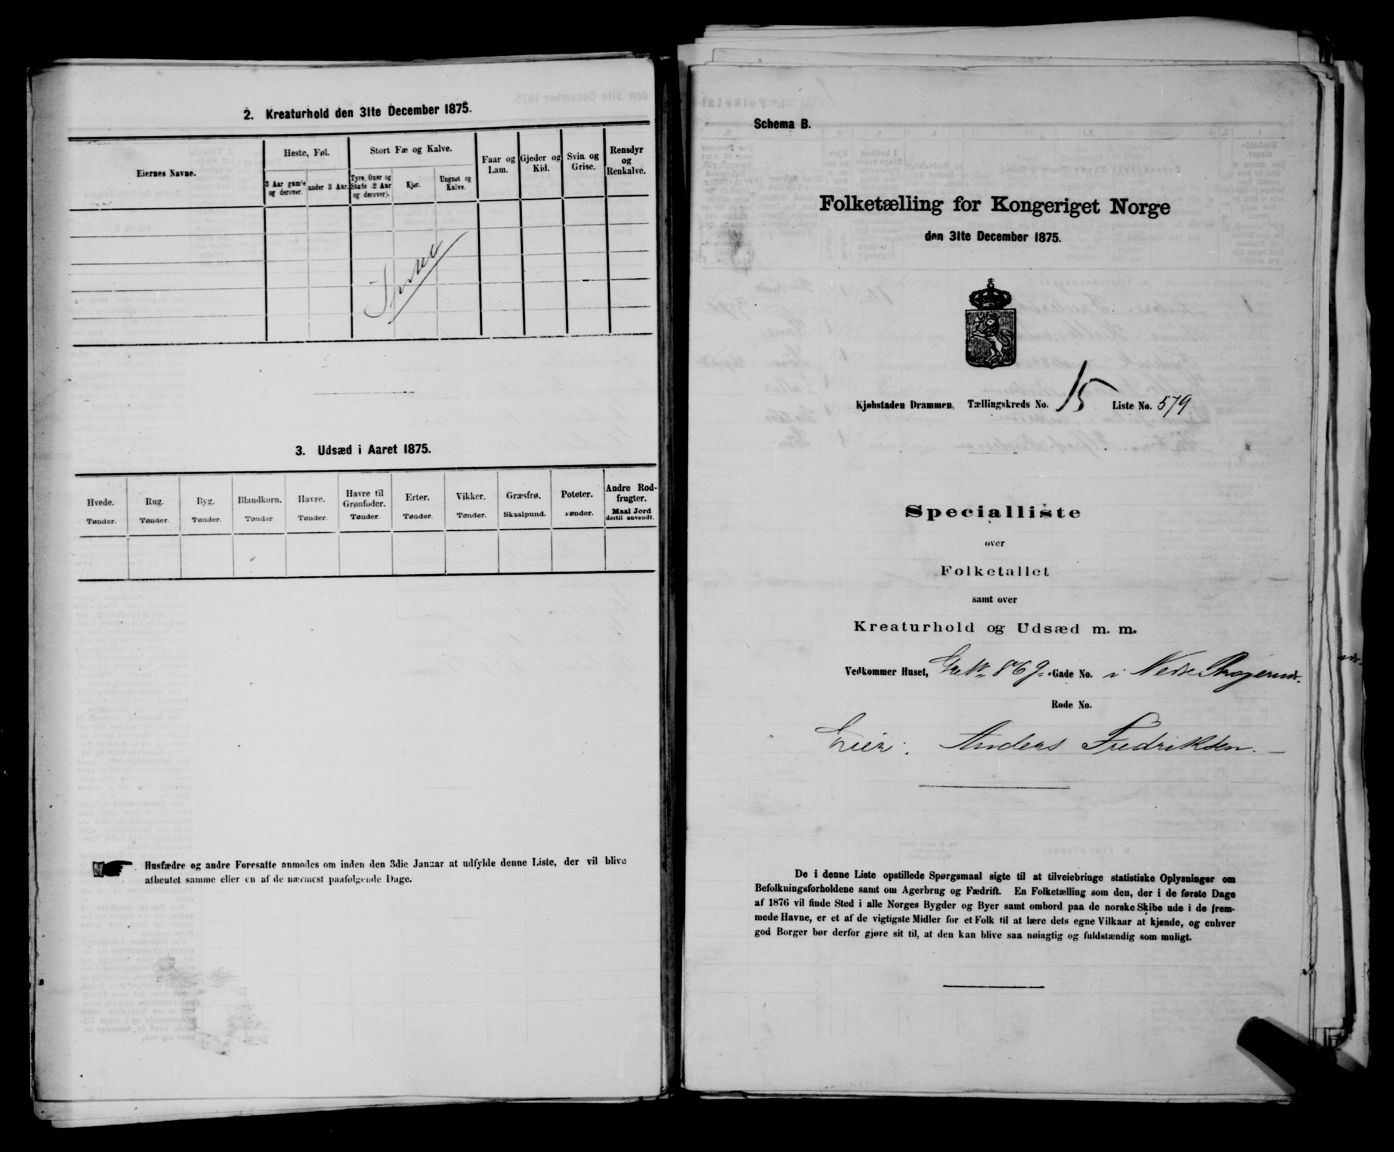 2. Kreaturhold den 31te December 1875.
Eiernes Navne.
Heste, Føl.
3 Aar gamle og derover.
under 3 Aar.
Stort Fæ og Kalve.
Tyre, Oxer og Stude (2 Aar og derover).
Kjør.
Ungnøt og Kalve.
Faar og Lam.
Gjeder og Kid.
Svin og Grise.
Rensdyr og Renkalve.
3. Udsæd i Aaret 1875.
Hvede. Rug. Byg. Blandkorn. Havre. Havre til Grønfoder. Erter. Vikker. Græsfrø. Poteter. Andre Rodfrugter.
Tønder. Tønder. Tønder. Tønder Tønder. Tønder. Tønder. Tønder. Skaalpund. Tønder. Maal Jord dertil anvendt.
Husfædre og andre Foresatte anmodes om inden den 3die Januar at udfylde denne Liste, der vil blive
afhentet samme eller en af de nærmest paafølgende Dage.
Schema B.
Folketælling for Kongeriget Norge
den 31te December 1875.
Kjøbstaden Drammen, Tællingskreds No. 15 Liste No. 579
Specialliste
over
Folketallet
samt over
Kreaturhold og Udsæd m. m.
Vedkommer Huset, 869 Gade No. i Nedre Bragernæs.
Rode No.
Eier: Anders Fredriksen.
De i denne Liste opstillede Spørgsmaal sigte til at tilveiebringe statistiske Oplysninger om
Befolkningsforholdene samt om Agerbrug og Fædrift. En Folketælling som den, der i de første Dage
af 1876 vil finde Sted i alle Norges Bygder og Byer samt ombord paa de norske Skibe ude i de frem-
mede Havne, er et af de vigtigste Midler for et Folk til at lære dets egne Vilkaar at kjende, og enhver
god Borger bør derfor gjøre sit til, at den kan blive saa nøiagtig og fuldstændig som muligt.